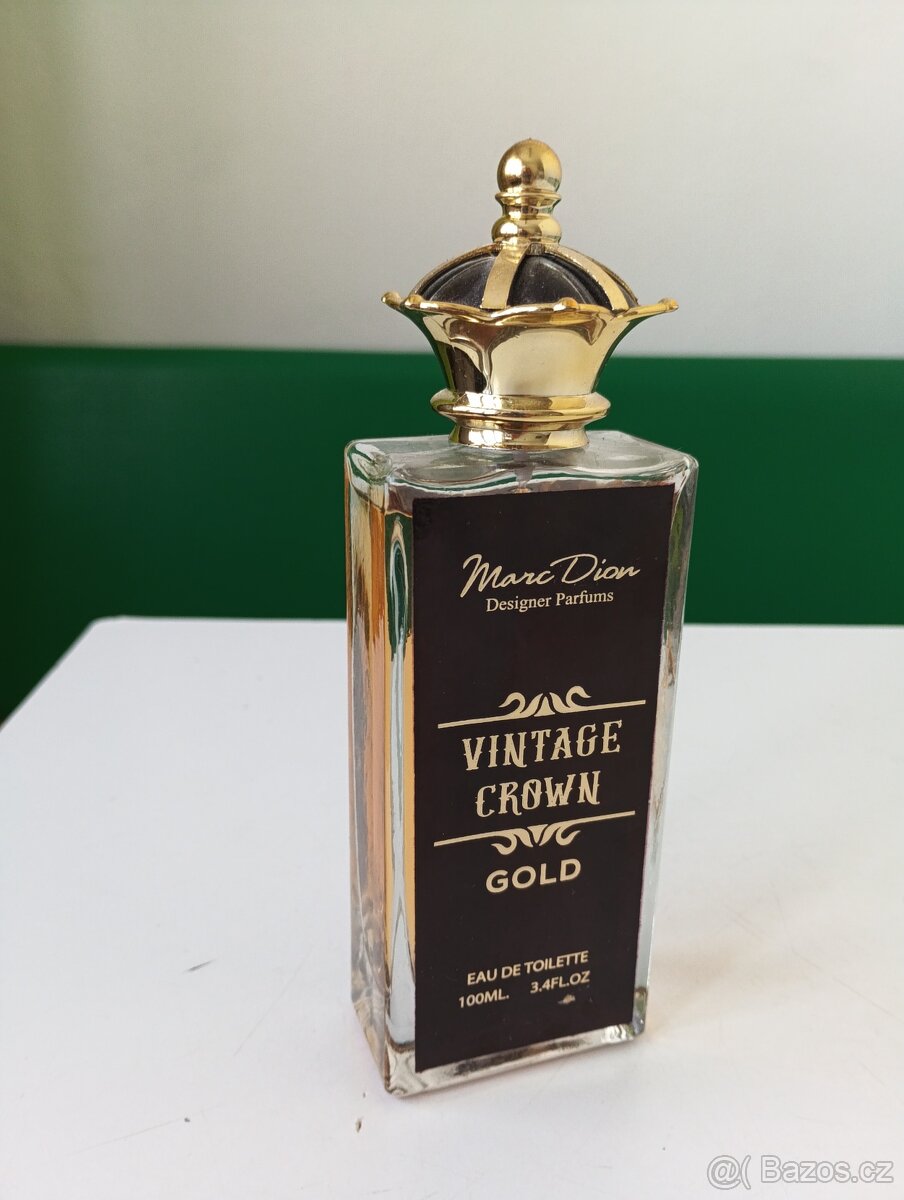 Marc Dion
Designer Parfums
VINTAGE
CROWN
GOLD
EAU DE TOILETTE
100ML. 3.4FL.OZ
@( Bazos.cz